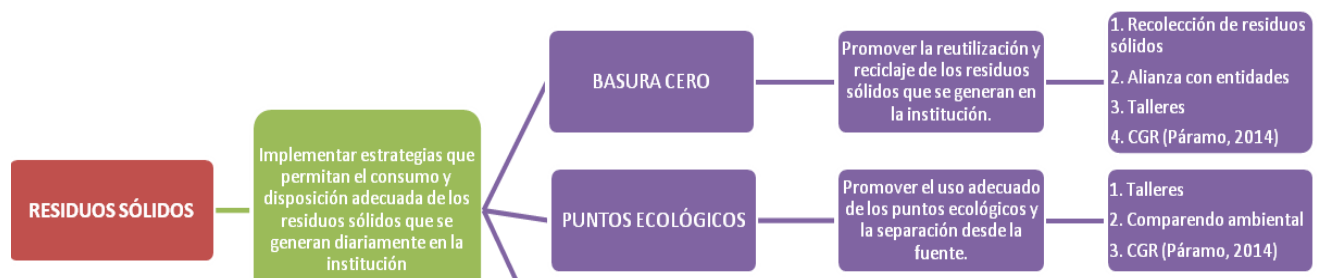 RESIDUOS SÓLIDOS
Implementar estrategias que
permitan el consumo y
disposición adecuada de los
residuos sólidos que se
generan diariamente en la
institución
BASURA CERO
Promover la reutilización y
reciclaje de los residuos
sólidos que se generan en
la institución.
1. Recolección de residuos
sólidos
2. Alianza con entidades
3. Talleres
4. CGR (Páramo, 2014)
PUNTOS ECOLÓGICOS
Promover el uso adecuado
de los puntos ecológicos y
la separación desde la
fuente.
1. Talleres
2. Comparendo ambiental
3. CGR (Páramo, 2014)